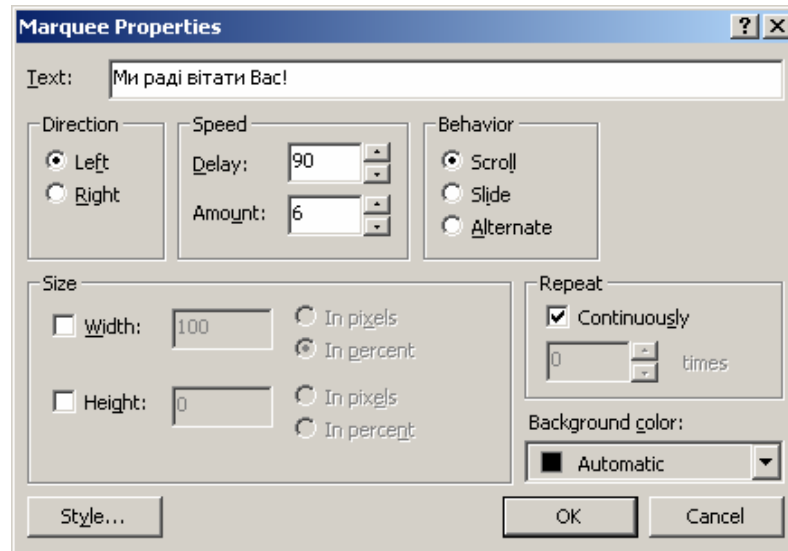 Marquee Properties
Text: Ми раді вітати Вас!
Direction
Left
Right
Speed
Delay: 90
Amount: 6
Behavior
Scroll
Slide
Alternate
Size
Width: 100
In pixels
In percent
Height: 0
In pixels
In percent
Repeat
Continuously
0 times
Background color:
Automatic
Style...
OK
Cancel